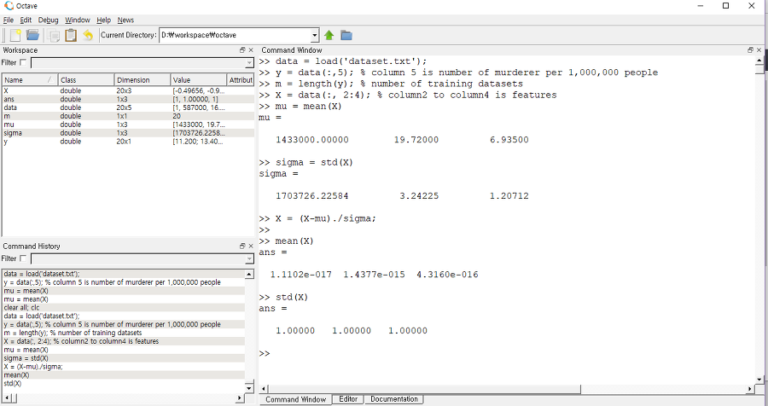 Octave
File Edit Debug Window Help News
Current Directory: D:₩workspace₩octave
Workspace
Filter
Name Class Dimension Value Attribut
X double 20x3 [-0.49656, -0.9...
ans double 1x3 [1, 1.00000, 1]
data double 20x5 [1, 587000, 16....
m double 1x1 20
mu double 1x3 [1433000, 19.7...
sigma double 1x3 [1703726.2258...
y double 20x1 [11.200; 13.40...
Command History
Filter
data = load('dataset.txt');
y = data(:,5); % column 5 is number of murderer per 1,000,000 people
mu = mean(X)
mu = mean(X)
clear all; clc
data = load('dataset.txt');
y = data(:,5); % column 5 is number of murderer per 1,000,000 people
m = length(y); % number of training datasets
X = data(:, 2:4); % column2 to column4 is features
mu = mean(X)
sigma = std(X)
X = (X-mu)./sigma;
mean(X)
std(X)
Command Window
>> data = load('dataset.txt');
>> y = data(:,5); % column 5 is number of murderer per 1,000,000 people
>> m = length(y); % number of training datasets
>> X = data(:, 2:4); % column2 to column4 is features
>> mu = mean(X)
mu =
1433000.00000 19.72000 6.93500
>> sigma = std(X)
sigma =
1703726.22584 3.24225 1.20712
>> X = (X-mu)./sigma;
>>
>> mean(X)
ans =
1.1102e-017 1.4377e-015 4.3160e-016
>> std(X)
ans =
1.00000 1.00000 1.00000
>>
Command Window Editor Documentation